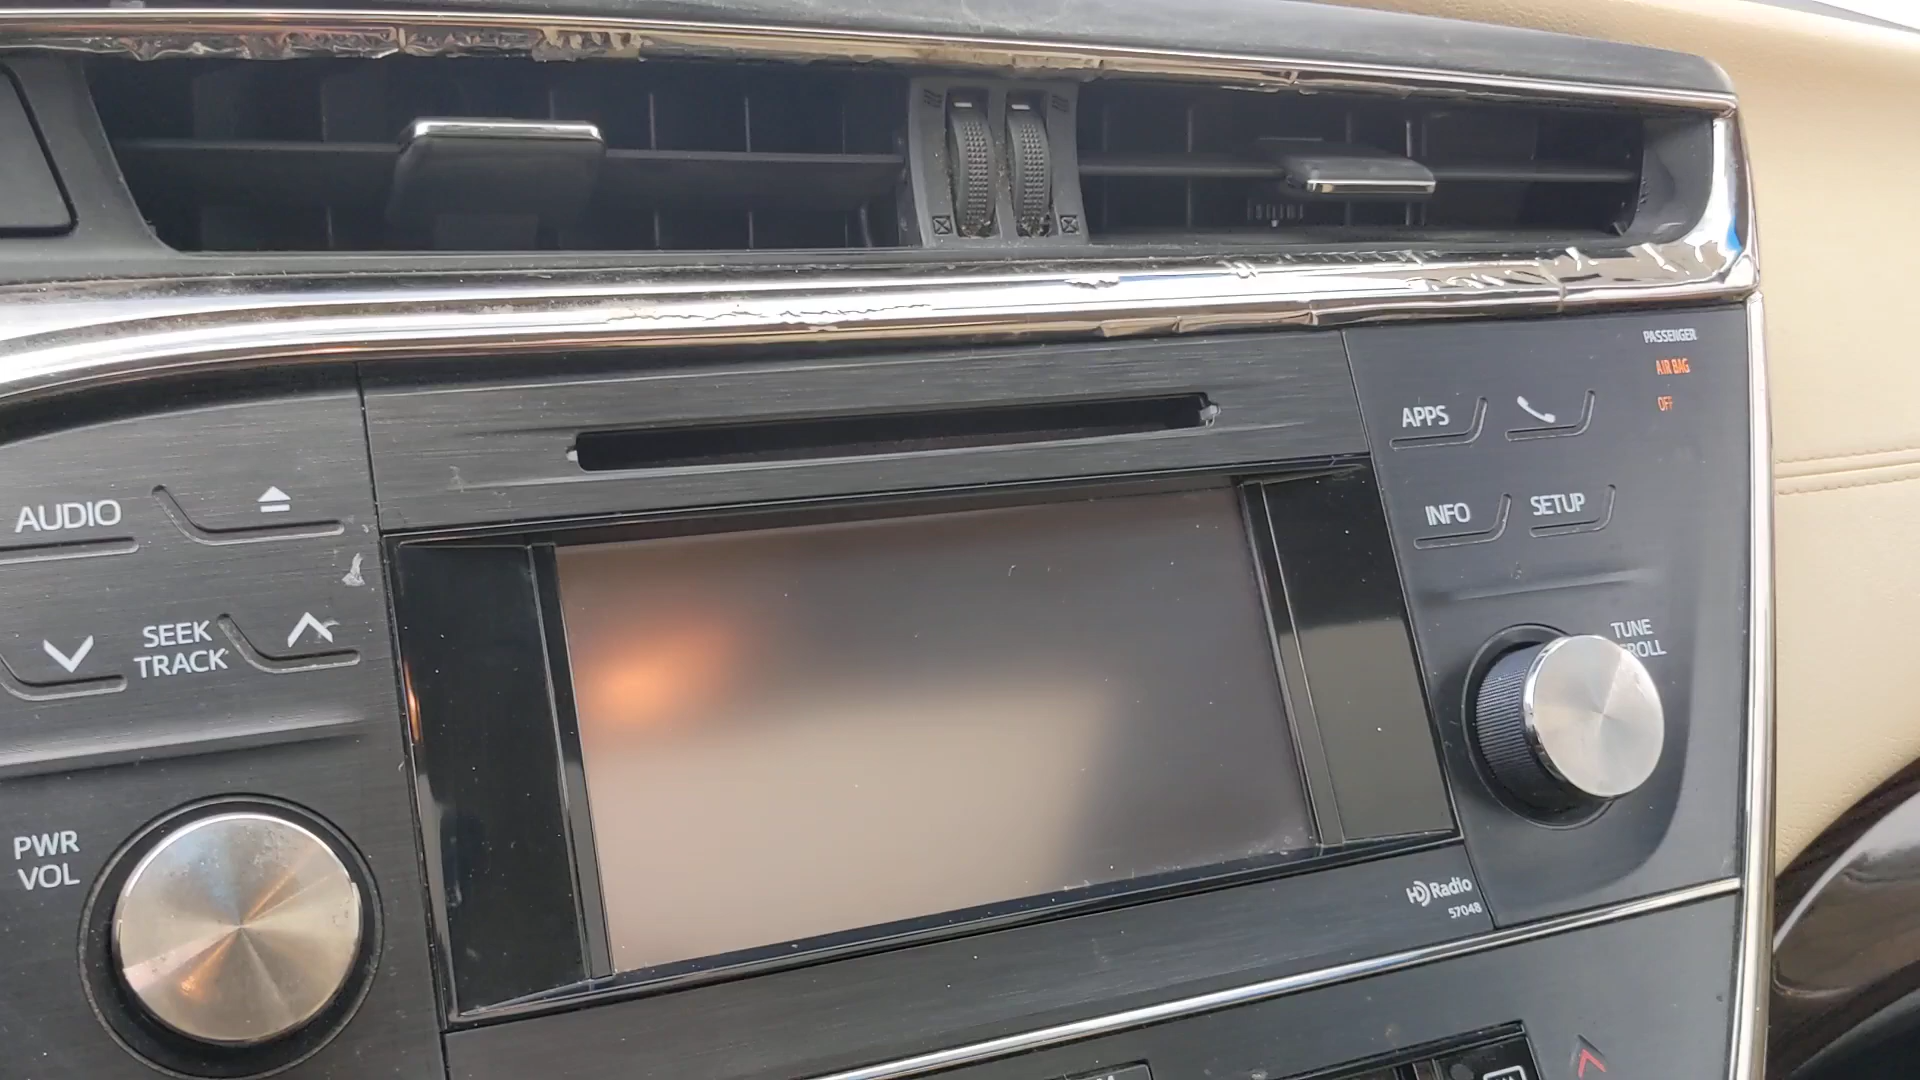 PASSENGER
AIR BAG
OFF
APPS
INFO
SETUP
AUDIO
SEEK
TRACK
TUNE
PWR
VOL
HD Radio
57048